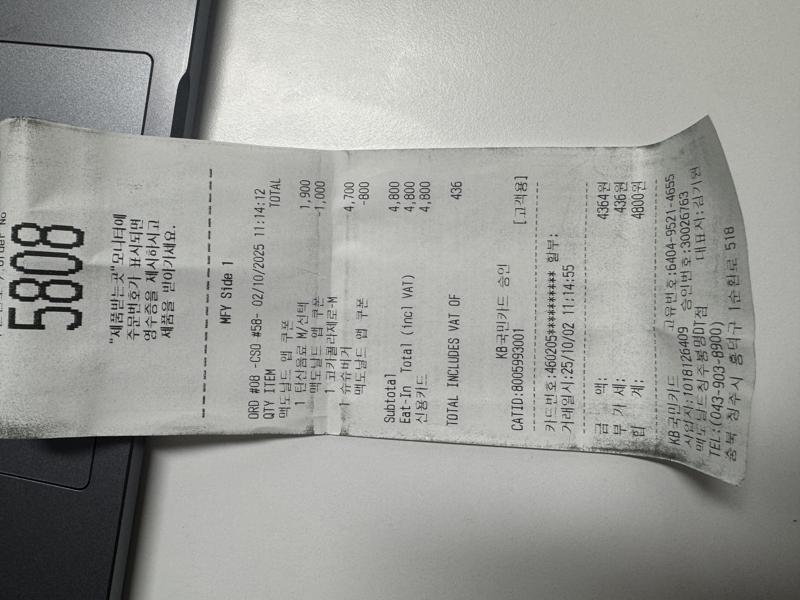 5808
"제품받는곳"모니터에
주문번호가 표시되면
영수증을 제시하시고
제품을 받아가세요.
MFY Side 1
ORD #08 -CSO #58- 02/10/2025 11:14:12
QTY ITEM TOTAL
맥도날드 앱 쿠폰
1 탄산음료 M/선택 1,900
맥도날드 앱 쿠폰 -1,000
1 코카콜라제로-M
1 슈슈버거 4,700
맥도날드 앱 쿠폰 -800
Subtotal 4,800
Eat-In Total (incl VAT) 4,800
신용카드 4,800
TOTAL INCLUDES VAT OF 436
KB국민카드 승인 [고객용]
CATID:8005993001
카드번호:460205********** 할부:
거래일시:25/10/02 11:14:55
금 액: 4364원
부 가 세: 436원
합 계: 4800원
KB국민카드 고유번호:6404-9521-4655
사업자:1018126409 승인번호:30026763
맥도날드청주봉명DT점 대표자:김기원
TEL:(043-903-8900)
충북 청주시 흥덕구 1순환로 518